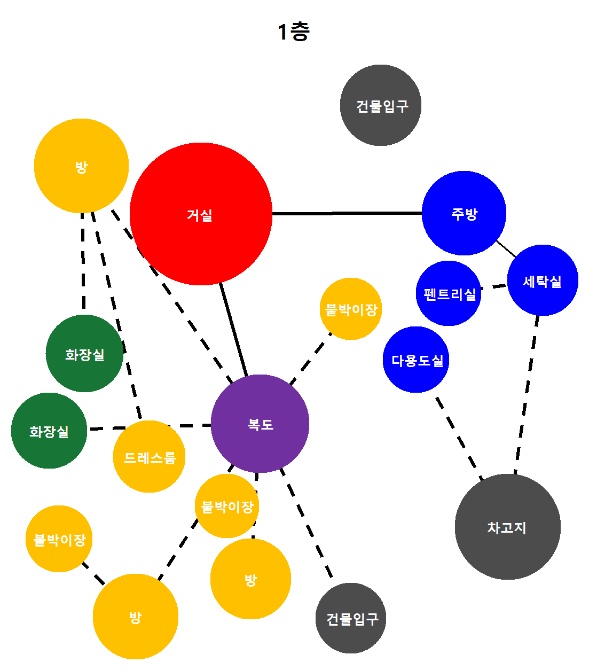 1층
건물입구
방
거실
주방
세탁실
펜트리실
붙박이장
화장실
다용도실
복도
화장실
드레스룸
붙박이장
차고지
붙박이장
방
방
건물입구